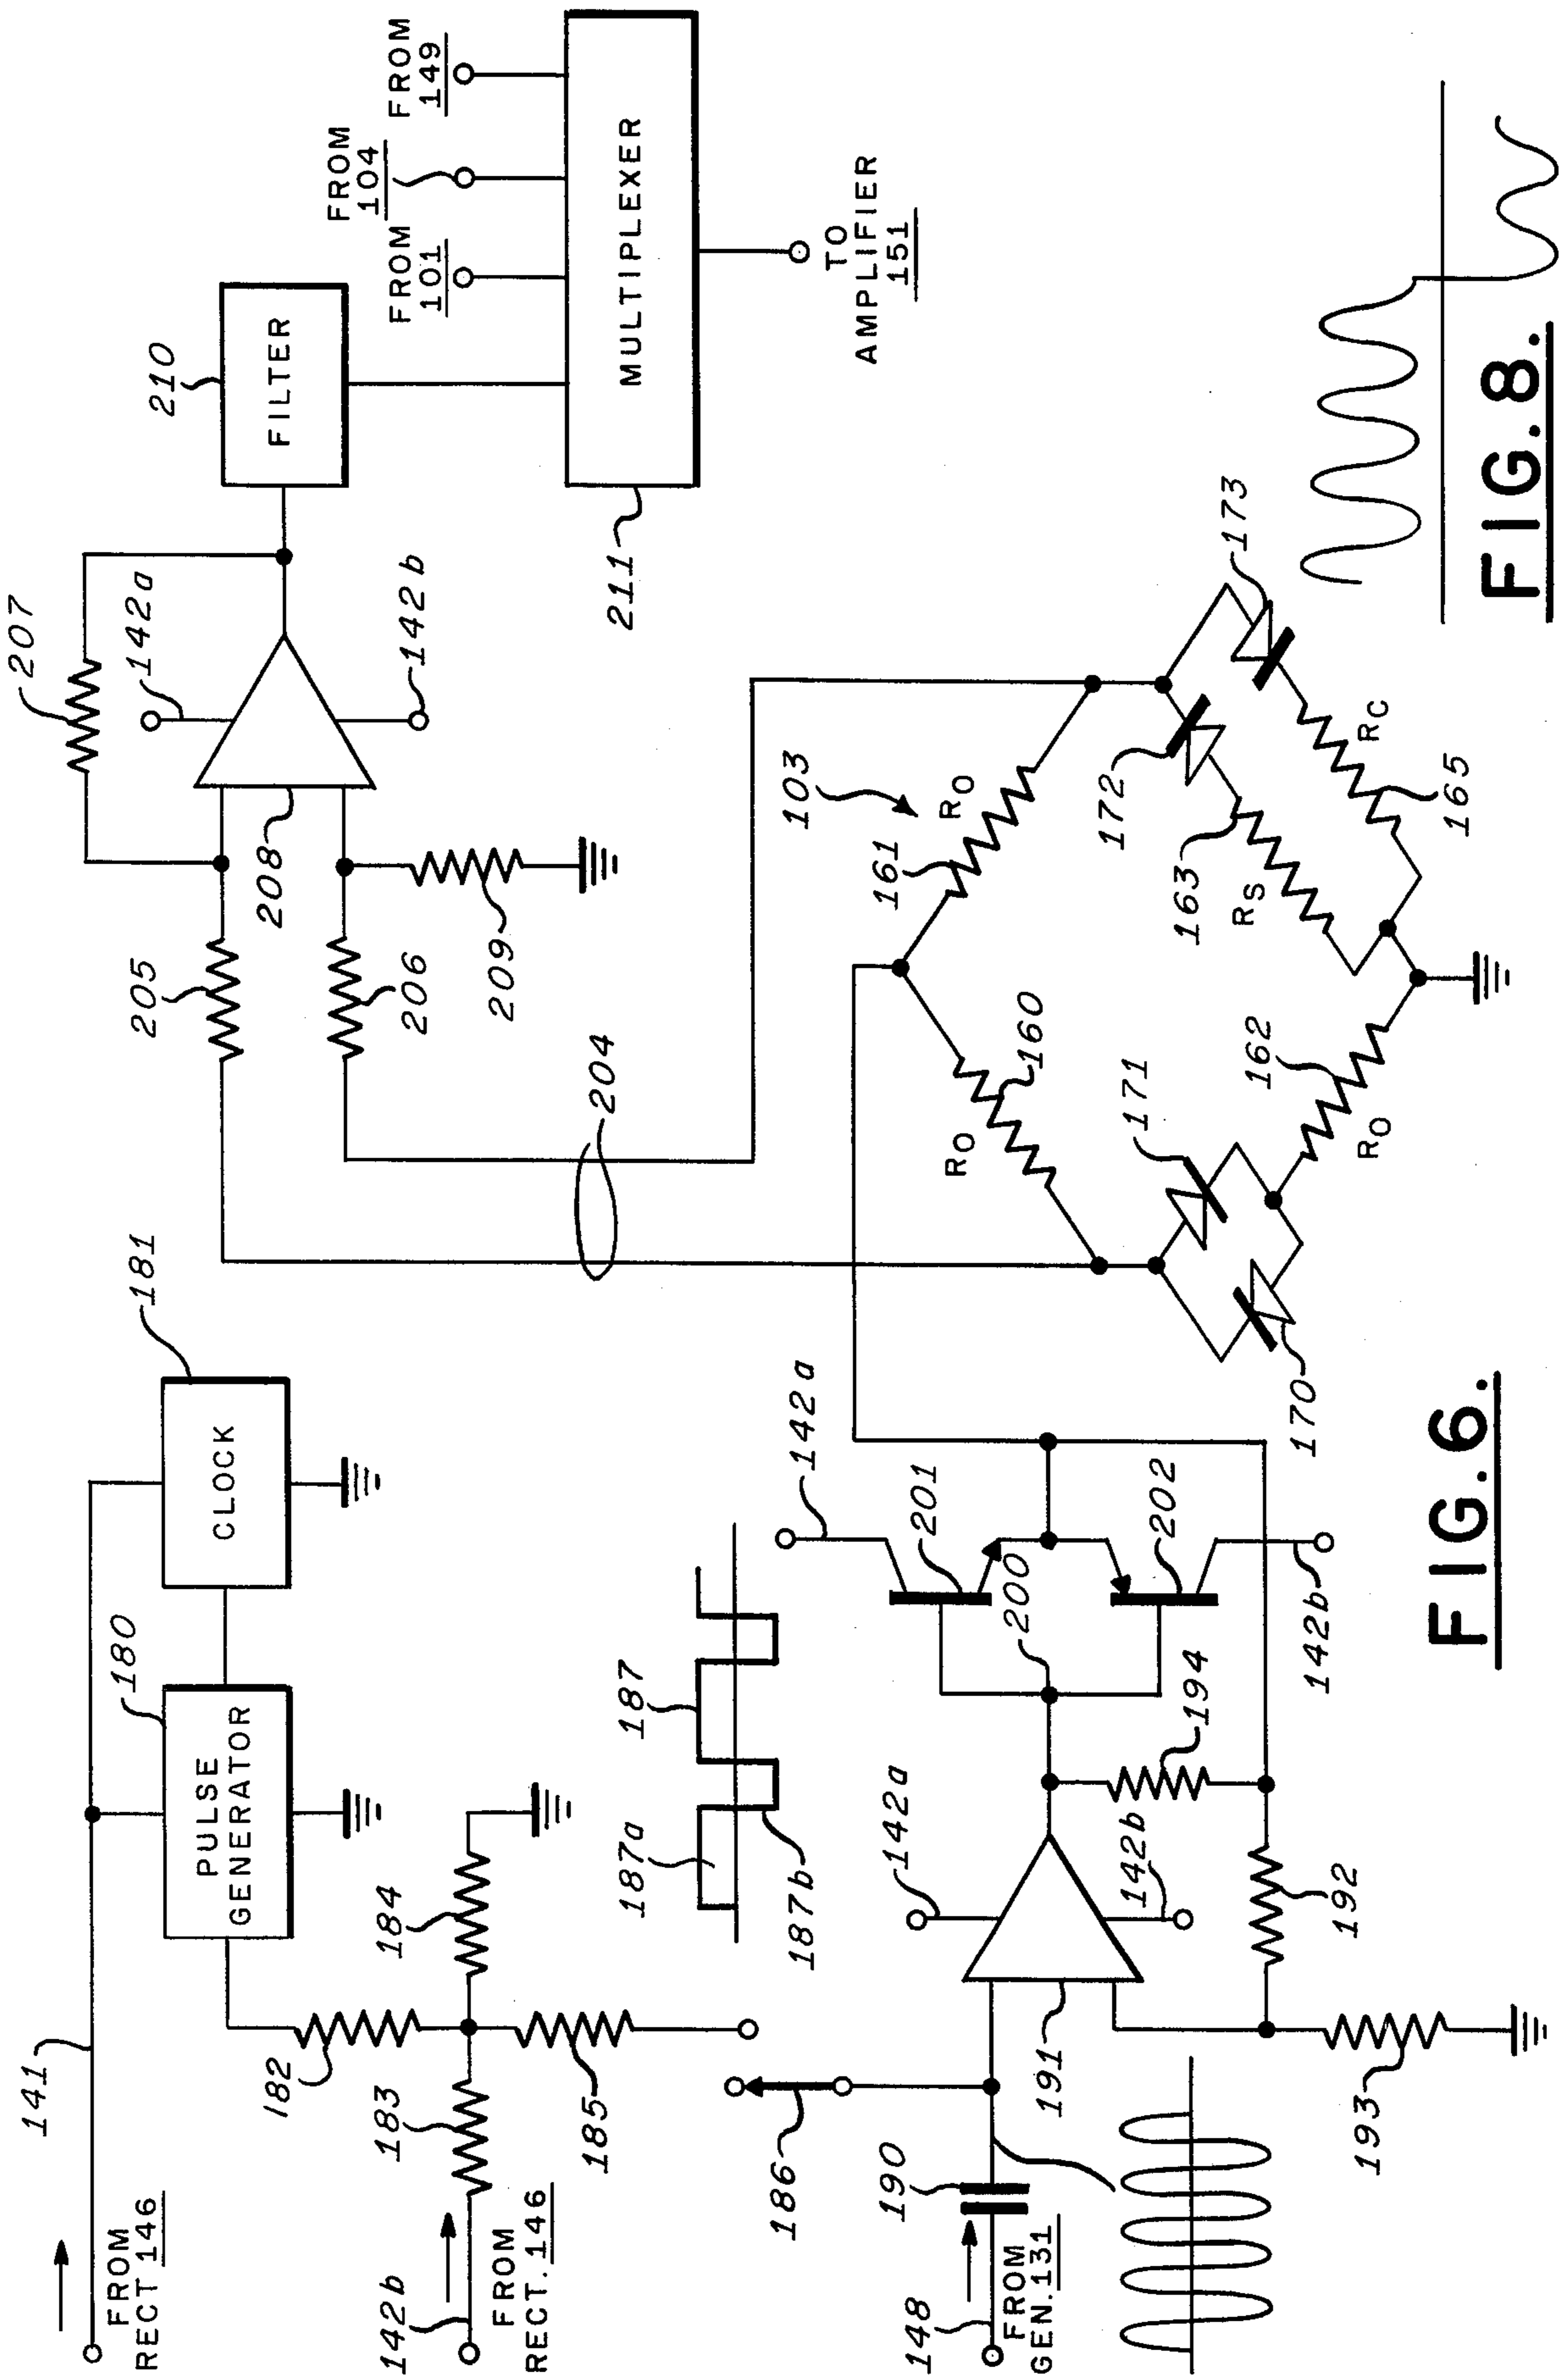 141
FROM
RECT 146
PULSE
GENERATOR
180
CLOCK
181
182
183
184
185
142b
FROM
RECT. 146
186
187a
187
187b
190
148
FROM
GEN. 131
191
192
193
194
142a
142b
200
201
202
142a
142b
204
205
206
207
208
209
142a
142b
210
FILTER
211
MULTIPLEXER
FROM
101
FROM
104
FROM
149
TO
AMPLIFIER
151
103
160
RO
161
RO
162
RO
163
RS
165
RC
170
171
172
173
FIG. 6.
FIG. 8.